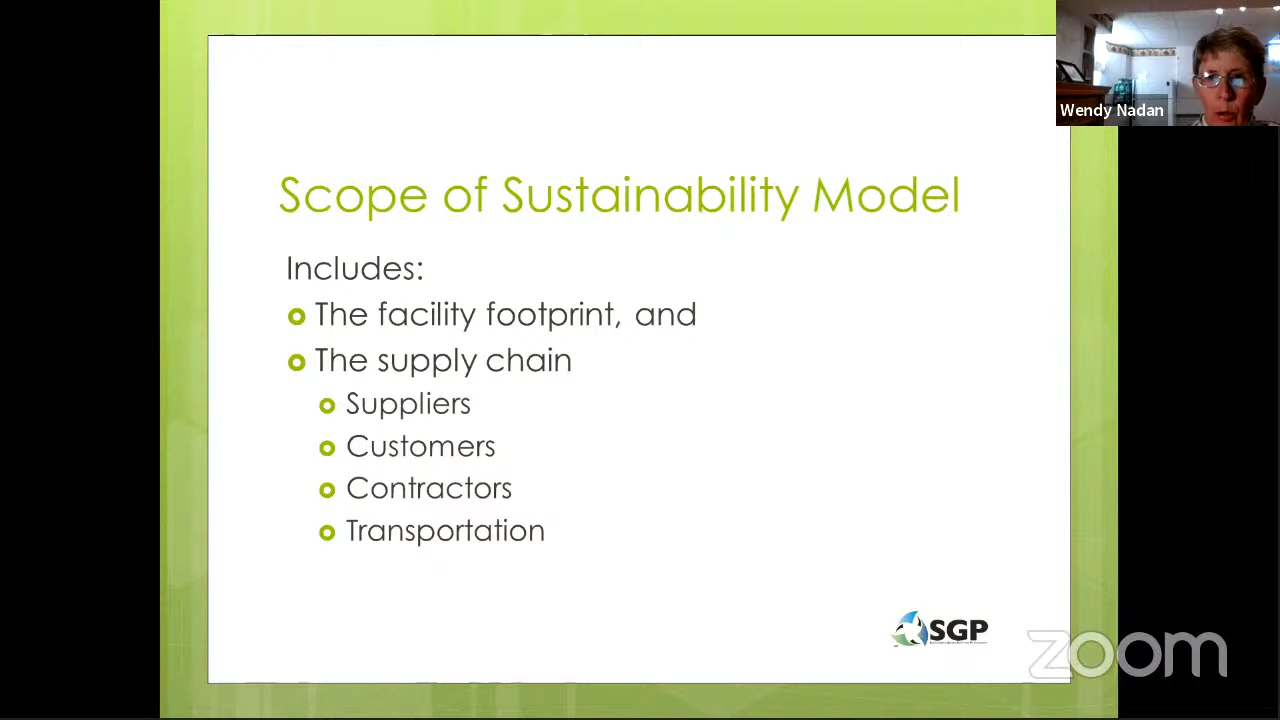 Wendy Nadan
Scope of Sustainability Model
Includes:
The facility footprint, and
The supply chain
Suppliers
Customers
Contractors
Transportation
SGP
zoom